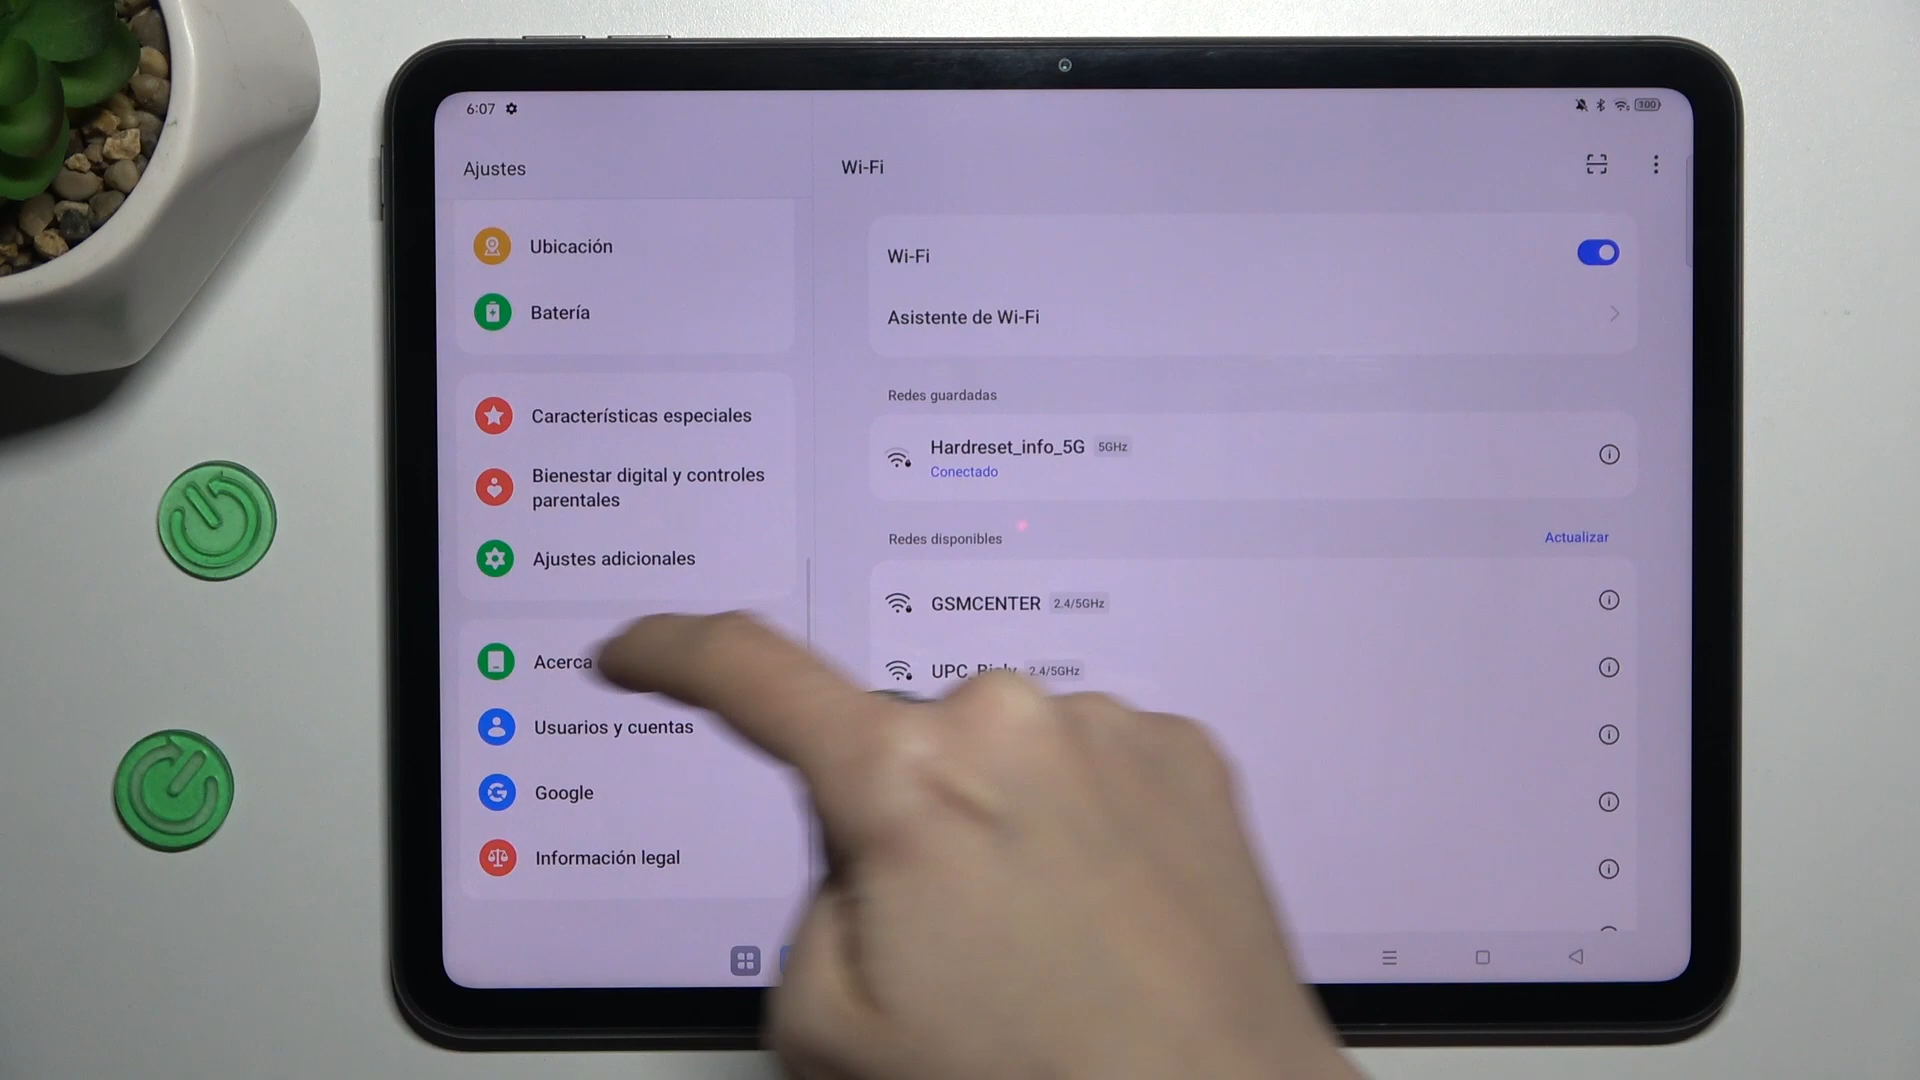 6:07
100
Ajustes
Ubicación
Batería
Características especiales
Bienestar digital y controles
parentales
Ajustes adicionales
Acerca
Usuarios y cuentas
Google
Información legal
Wi-Fi
Wi-Fi
Asistente de Wi-Fi
Redes guardadas
Hardreset_info_5G 5GHz
Conectado
Redes disponibles
Actualizar
GSMCENTER 2.4/5GHz
2.4/5GHz